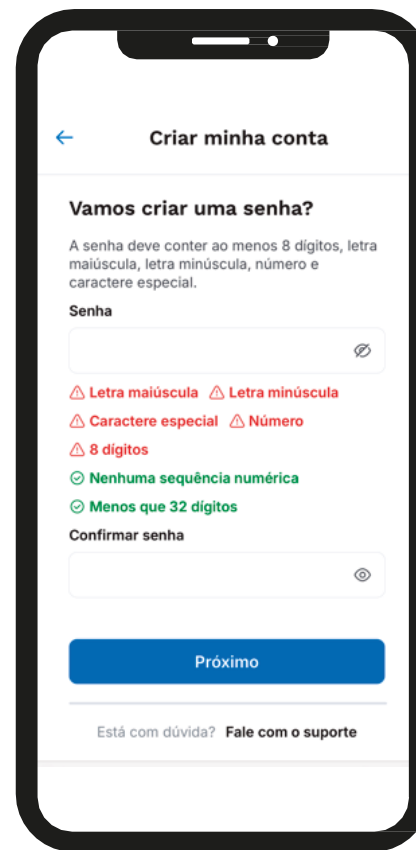 Criar minha conta
Vamos criar uma senha?
A senha deve conter ao menos 8 dígitos, letra
maiúscula, letra minúscula, número e
caractere especial.
Senha
Letra maiúscula Letra minúscula
Caractere especial Número
8 dígitos
Nenhuma sequência numérica
Menos que 32 dígitos
Confirmar senha
Próximo
Está com dúvida? Fale com o suporte